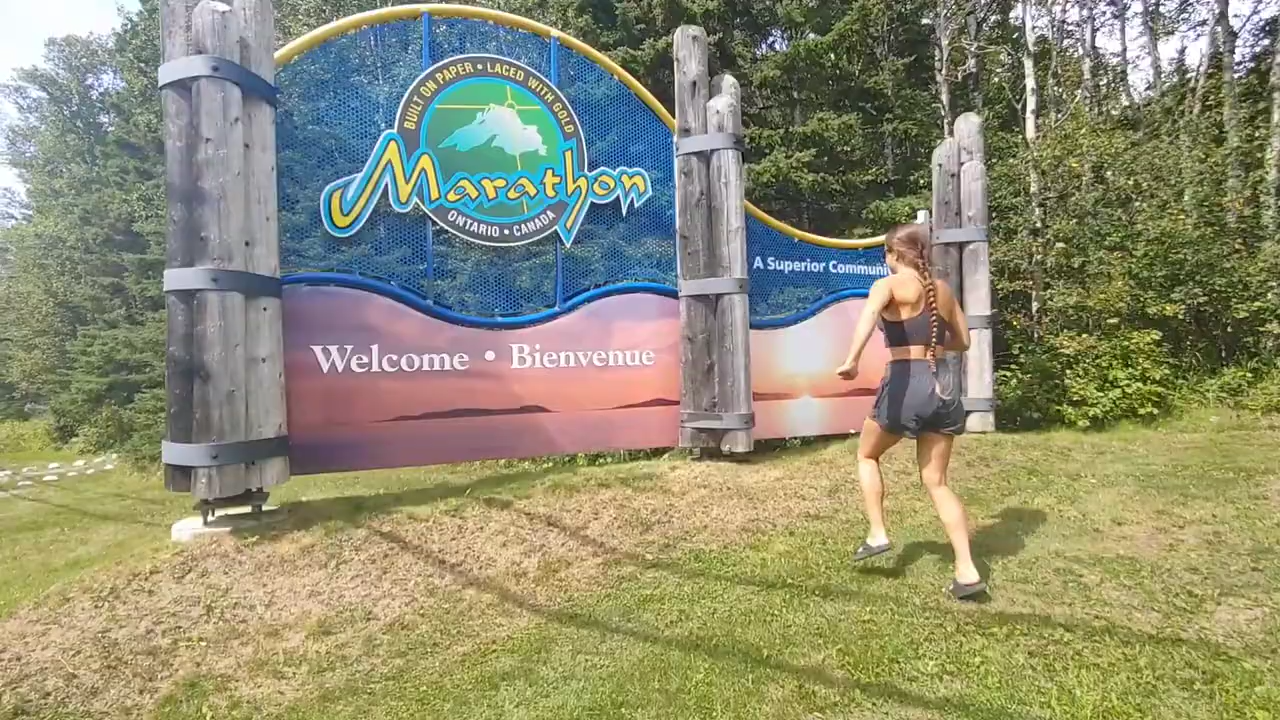 BUILT ON PAPER • LACED WITH GOLD
Marathon
ONTARIO • CANADA
A Superior Communi
Welcome • Bienvenue